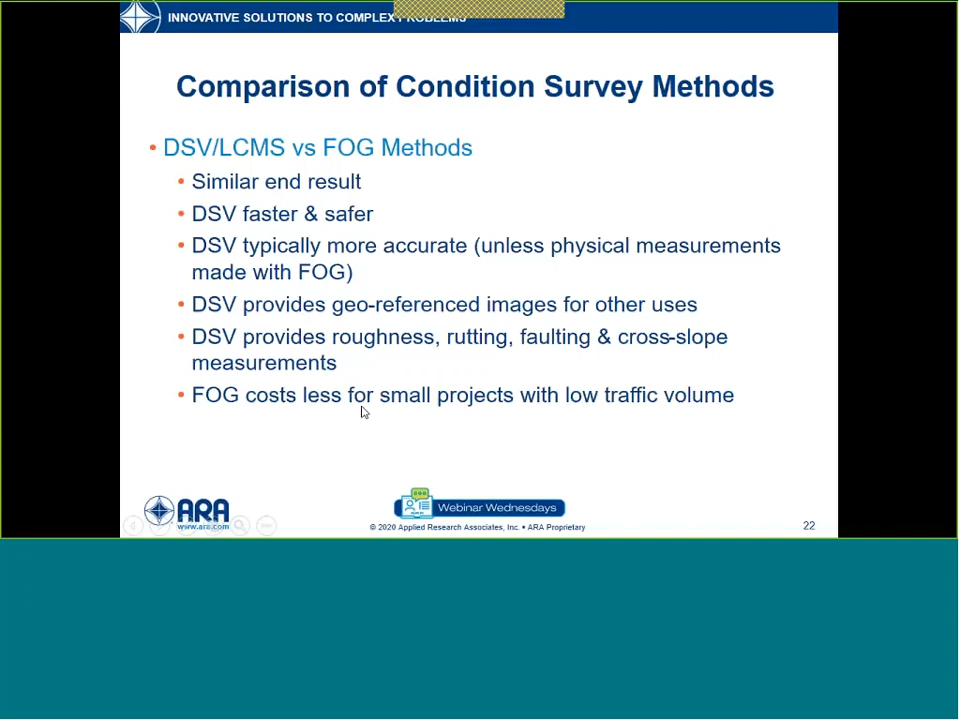 INNOVATIVE SOLUTIONS TO COMPLEX PROBLEMS
Comparison of Condition Survey Methods
• DSV/LCMS vs FOG Methods
• Similar end result
• DSV faster & safer
• DSV typically more accurate (unless physical measurements
made with FOG)
• DSV provides geo-referenced images for other uses
• DSV provides roughness, rutting, faulting & cross-slope
measurements
• FOG costs less for small projects with low traffic volume
ARA
www.ara.com
Webinar Wednesdays
© 2020 Applied Research Associates, Inc. • ARA Proprietary
22